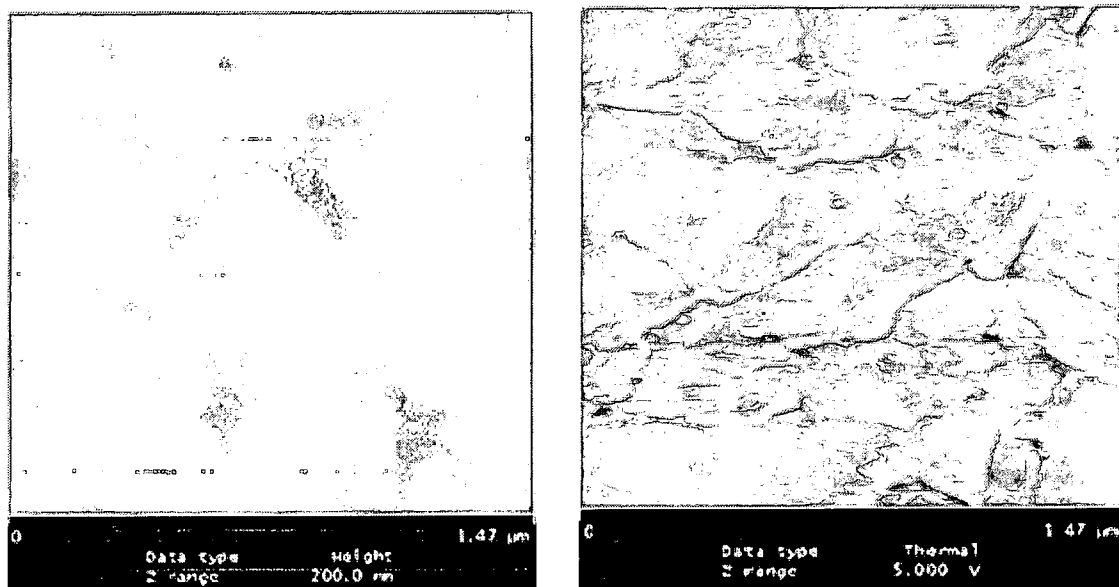 0 1.47 µm
Data type Height
Z range 200.0 nm
0 1.47 µm
Data type Thermal
Z range 5.000 V